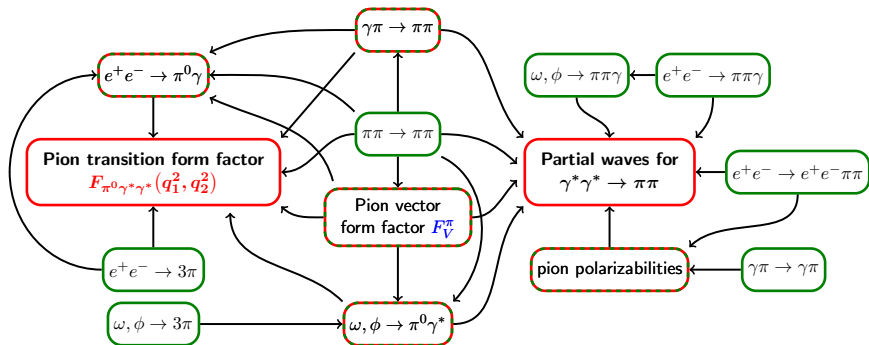 γπ → ππ
e⁺e⁻ → π⁰γ
ω, φ → ππγ
e⁺e⁻ → ππγ
ππ → ππ
Pion transition form factor
F_{π⁰γ*γ*}(q₁², q₂²)
Partial waves for
γ*γ* → ππ
e⁺e⁻ → e⁺e⁻ππ
Pion vector
form factor F_V^π
e⁺e⁻ → 3π
pion polarizabilities
γπ → γπ
ω, φ → 3π
ω, φ → π⁰γ*